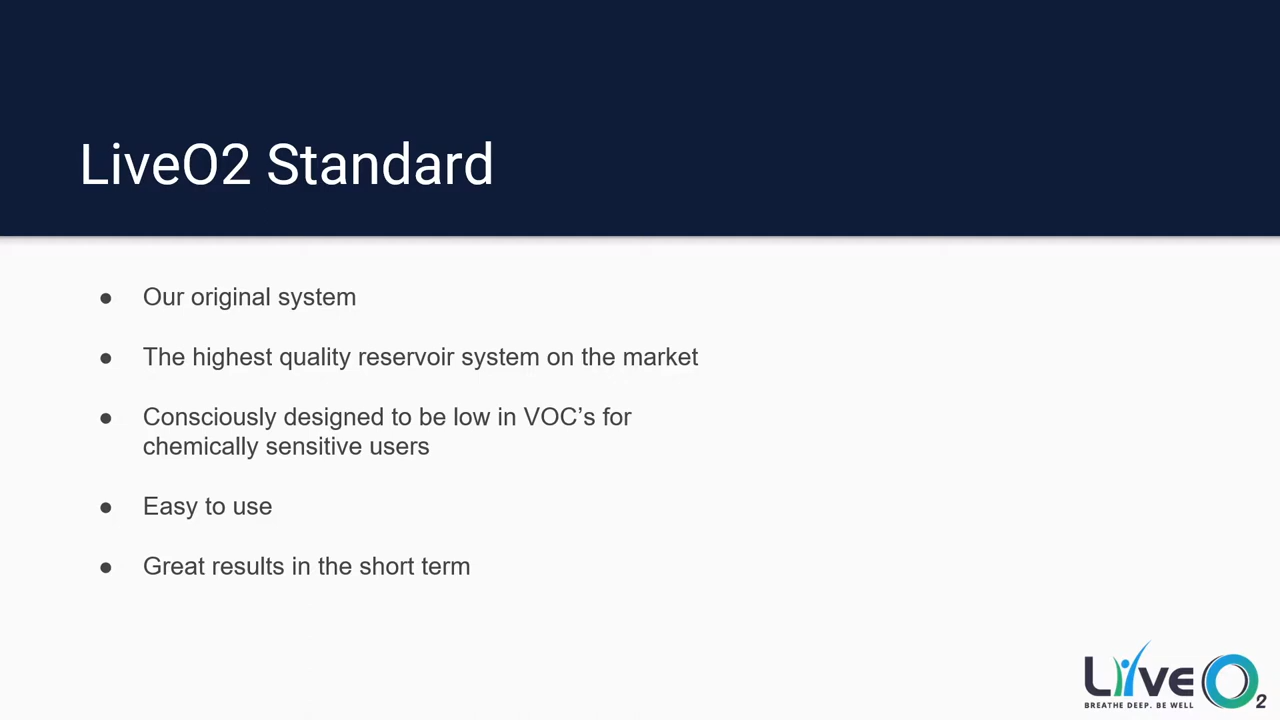 LiveO2 Standard
● Our original system
● The highest quality reservoir system on the market
● Consciously designed to be low in VOC’s for
chemically sensitive users
● Easy to use
● Great results in the short term
LiveO2
BREATHE DEEP. BE WELL